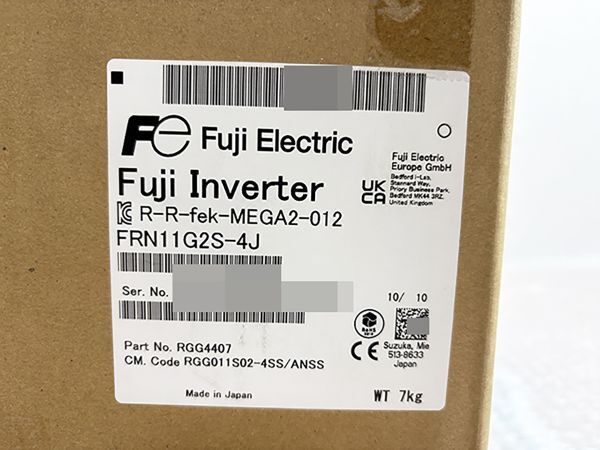 Fe Fuji Electric
Fuji Electric
Europe GmbH
Bedford i-Lab,
Stannard Way,
Priory Business Park,
Bedford MK44 3RZ,
United Kingdom
UK
CA
Fuji Inverter
R-R-fek-MEGA2-012
FRN11G2S-4J
Ser. No.
10/ 10
Part No. RGG4407
CM. Code RGG011S02-4SS/ANSS
CE
Suzuka, Mie
513-8633
Japan
Made in Japan
WT 7kg